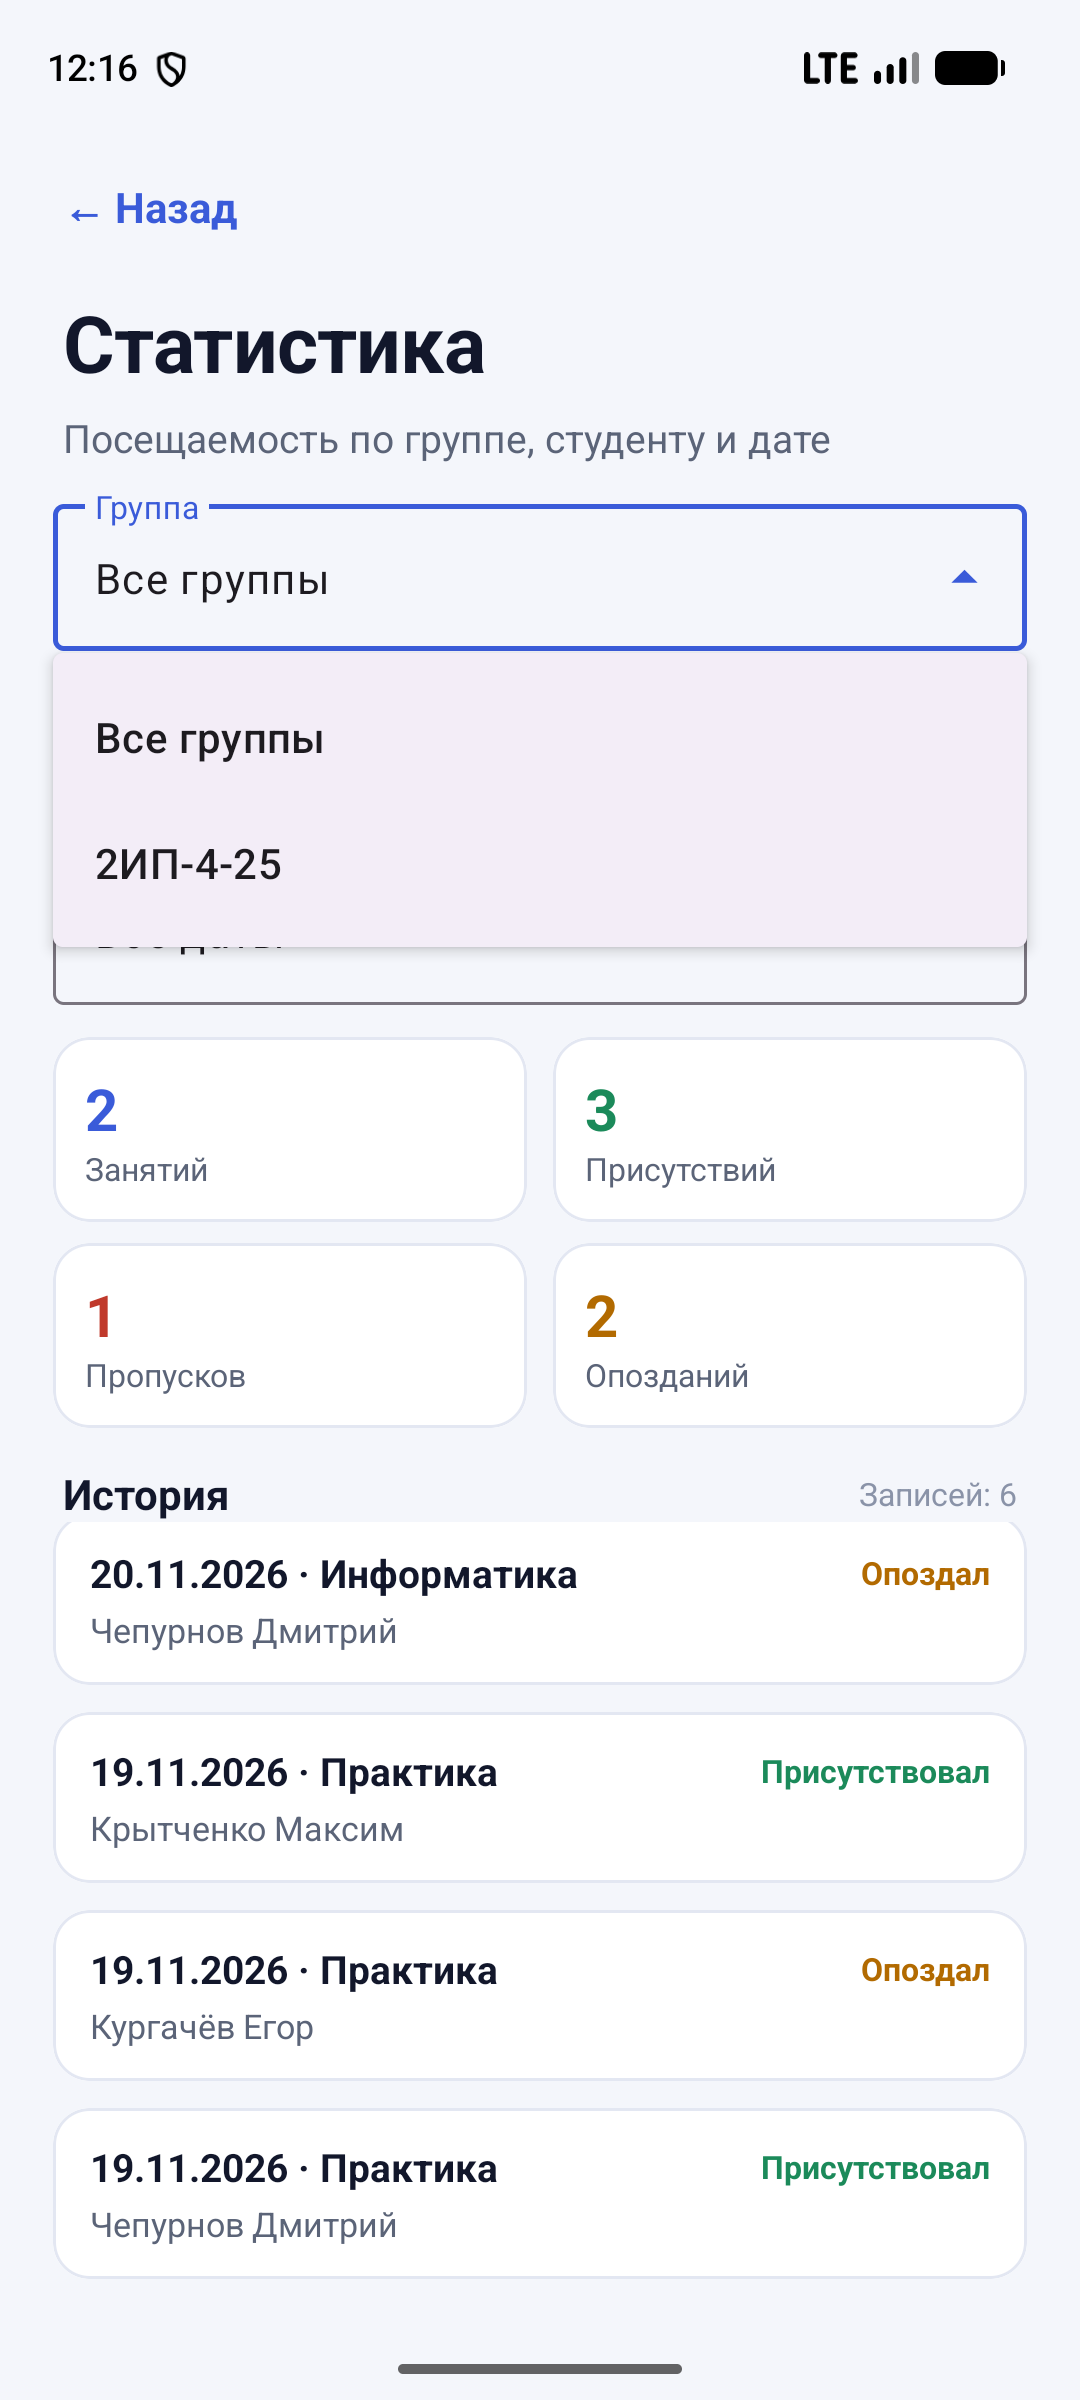 12:16 LTE
← Назад
Статистика
Посещаемость по группе, студенту и дате
Группа
Все группы
Все группы
2ИП-4-25
2
Занятий
3
Присутствий
1
Пропусков
2
Опозданий
История
Записей: 6
20.11.2026 · Информатика
Опоздал
Чепурнов Дмитрий
19.11.2026 · Практика
Присутствовал
Крытченко Максим
19.11.2026 · Практика
Опоздал
Кургачёв Егор
19.11.2026 · Практика
Присутствовал
Чепурнов Дмитрий